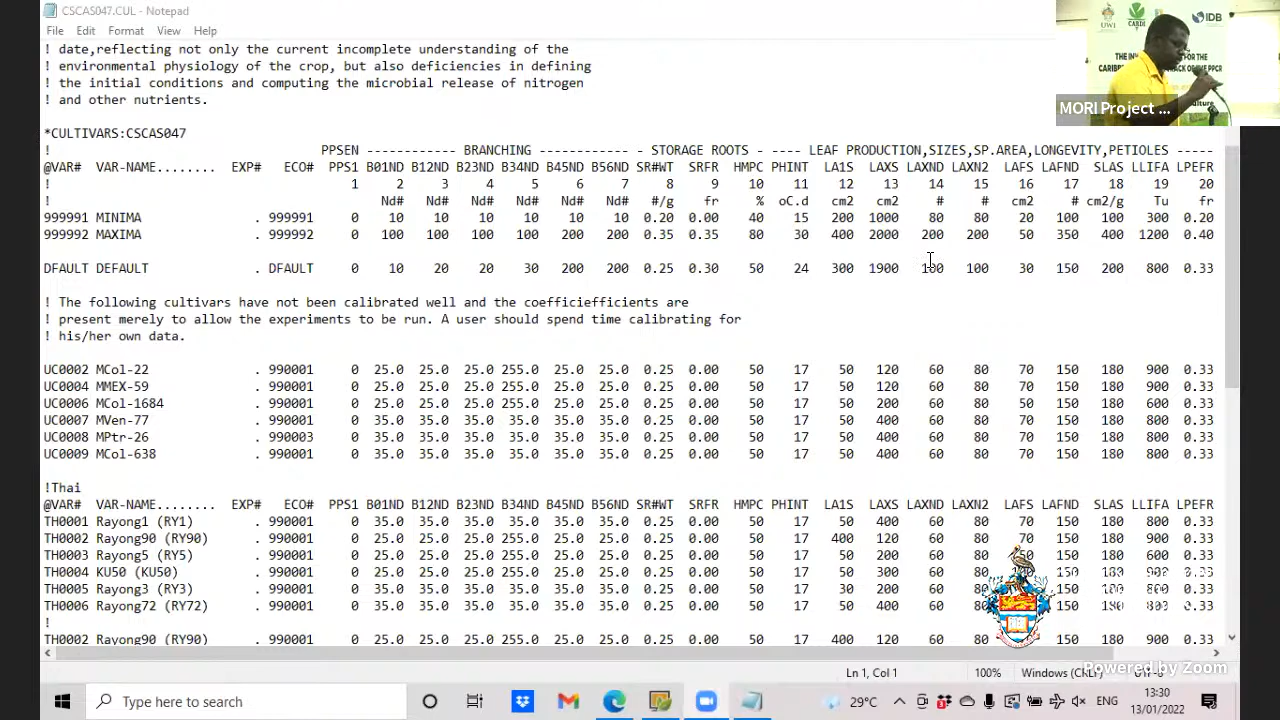 CSCAS047.CUL - Notepad
File Edit Format View Help
! date,reflecting not only the current incomplete understanding of the
! environmental physiology of the crop, but also deficiencies in defining
! the initial conditions and computing the microbial release of nitrogen
! and other nutrients.
*CULTIVARS:CSCAS047
! PPSEN ----------- BRANCHING ----------- - STORAGE ROOTS - ---- LEAF PRODUCTION,SIZES,SP.AREA,LONGEVITY,PETIOLES -----
@VAR# VAR-NAME........ EXP# ECO# PPS1 B01ND B12ND B23ND B34ND B45ND B56ND SR#WT SRFR HMPC PHINT LA1S LAXS LAXND LAXN2 LAFS LAFND SLAS LLIFA LPEFR
! 1 2 3 4 5 6 7 8 9 10 11 12 13 14 15 16 17 18 19 20
! Nd# Nd# Nd# Nd# Nd# Nd# #/g fr % oC.d cm2 cm2 # # cm2 # cm2/g Tu fr
999991 MINIMA . 999991 0 10 10 10 10 10 10 0.20 0.00 40 15 200 1000 80 80 20 100 100 300 0.20
999992 MAXIMA . 999992 0 100 100 100 100 200 200 0.35 0.35 80 30 400 2000 200 200 50 350 400 1200 0.40
DFAULT DEFAULT . DFAULT 0 10 20 20 30 200 200 0.25 0.30 50 24 300 1900 100 30 150 200 800 0.33
! The following cultivars have not been calibrated well and the coefficiefficients are
! present merely to allow the experiments to be run. A user should spend time calibrating for
! his/her own data.
UC0002 MCol-22 . 990001 0 25.0 25.0 25.0 255.0 25.0 25.0 0.25 0.00 50 17 50 120 60 80 70 150 180 900 0.33
UC0004 MMEX-59 . 990001 0 25.0 25.0 25.0 255.0 25.0 25.0 0.25 0.00 50 17 50 120 60 80 70 150 180 900 0.33
UC0006 MCol-1684 . 990001 0 25.0 25.0 25.0 255.0 25.0 25.0 0.25 0.00 50 17 50 200 60 80 50 150 180 600 0.33
UC0007 MVen-77 . 990001 0 35.0 35.0 35.0 35.0 35.0 35.0 0.25 0.00 50 17 50 400 60 80 70 150 180 800 0.33
UC0008 MPtr-26 . 990003 0 35.0 35.0 35.0 35.0 35.0 35.0 0.25 0.00 50 17 50 400 60 80 70 150 180 800 0.33
UC0009 MCol-638 . 990001 0 35.0 35.0 35.0 35.0 35.0 35.0 0.25 0.00 50 17 50 400 60 80 70 150 180 800 0.33
!Thai
@VAR# VAR-NAME........ EXP# ECO# PPS1 B01ND B12ND B23ND B34ND B45ND B56ND SR#WT SRFR HMPC PHINT LA1S LAXS LAXND LAXN2 LAFS LAFND SLAS LLIFA LPEFR
TH0001 Rayong1 (RY1) . 990001 0 35.0 35.0 35.0 35.0 35.0 35.0 0.25 0.00 50 17 50 400 60 80 70 150 180 800 0.33
TH0002 Rayong90 (RY90) . 990001 0 35.0 25.0 25.0 255.0 25.0 25.0 0.25 0.00 50 17 400 120 60 80 70 150 180 900 0.33
TH0003 Rayong5 (RY5) . 990001 0 35.0 25.0 25.0 255.0 25.0 25.0 0.25 0.00 50 17 50 200 60 80 50 150 180 600 0.33
TH0004 KU50 (KU50) . 990001 0 35.0 35.0 35.0 35.0 35.0 35.0 0.25 0.00 50 17 50 300 60 80 150 180
TH0005 Rayong3 (RY3) . 990001 0 35.0 35.0 35.0 35.0 35.0 35.0 0.25 0.00 50 17 30 200 60 80
TH0006 Rayong72 (RY72) . 990001 0 35.0 35.0 35.0 35.0 35.0 35.0 0.25 0.00 50 17 50 400 60 80
!
TH0002 Rayong90 (RY90) . 990001 0 25.0 25.0 25.0 255.0 25.0 25.0 0.25 0.00 50 17 400 120 60 80 70 150 180 900 0.33
Ln 1, Col 1 100% Windows (CRLF) UTF-8
Powered by Zoom
Type here to search
29°C ENG 13:30
13/01/2022
UWI CARDI IDB
MORI Project ...